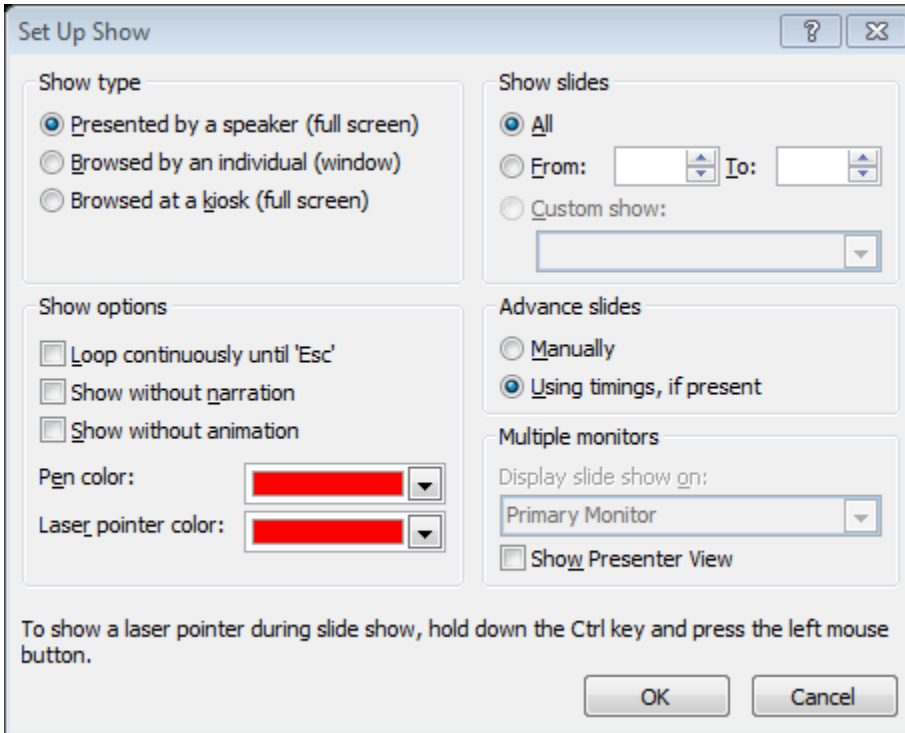 Set Up Show
Show type
Presented by a speaker (full screen)
Browsed by an individual (window)
Browsed at a kiosk (full screen)
Show slides
All
From: To:
Custom show:
Show options
Loop continuously until 'Esc'
Show without narration
Show without animation
Pen color:
Laser pointer color:
Advance slides
Manually
Using timings, if present
Multiple monitors
Display slide show on:
Primary Monitor
Show Presenter View
To show a laser pointer during slide show, hold down the Ctrl key and press the left mouse
button.
OK Cancel